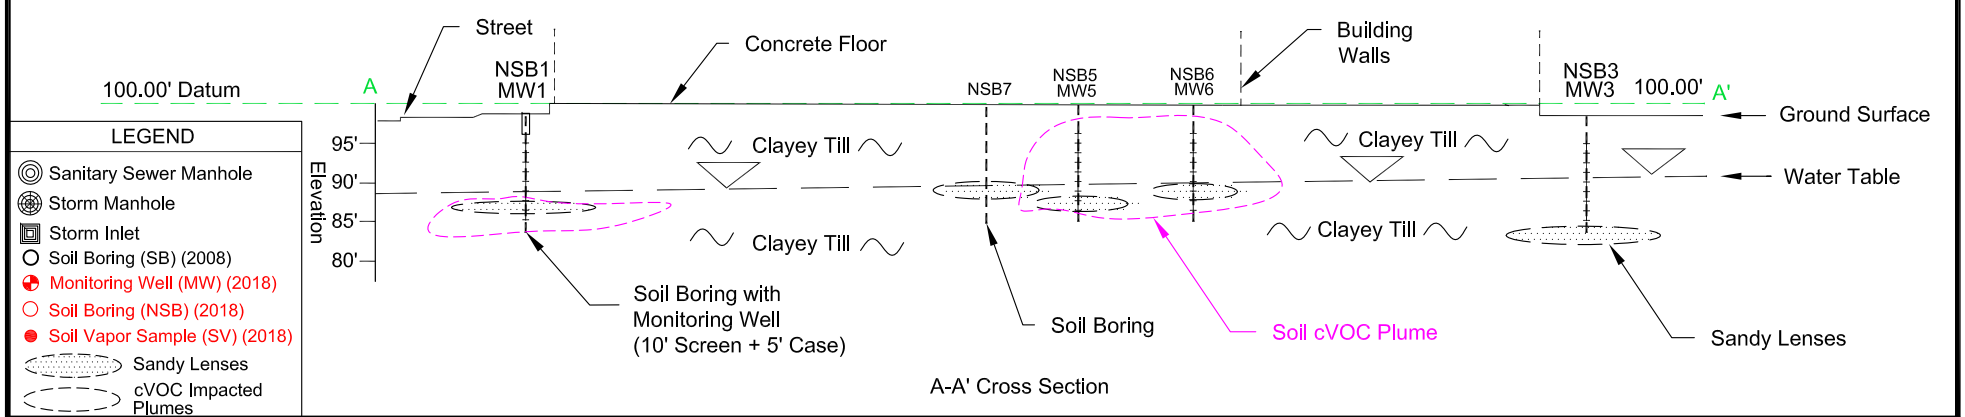 Street
Concrete Floor
Building
Walls
NSB1
MW1
NSB7
NSB5
MW5
NSB6
MW6
NSB3
MW3
100.00' Datum
A
100.00'
A'
Ground Surface
LEGEND
Sanitary Sewer Manhole
Storm Manhole
Storm Inlet
Soil Boring (SB) (2008)
Monitoring Well (MW) (2018)
Soil Boring (NSB) (2018)
Soil Vapor Sample (SV) (2018)
Sandy Lenses
cVOC Impacted
Plumes
Elevation
95'
90'
85'
80'
Clayey Till
Clayey Till
Water Table
Clayey Till
Clayey Till
Soil Boring with
Monitoring Well
(10' Screen + 5' Case)
Soil Boring
Soil cVOC Plume
Sandy Lenses
A-A' Cross Section